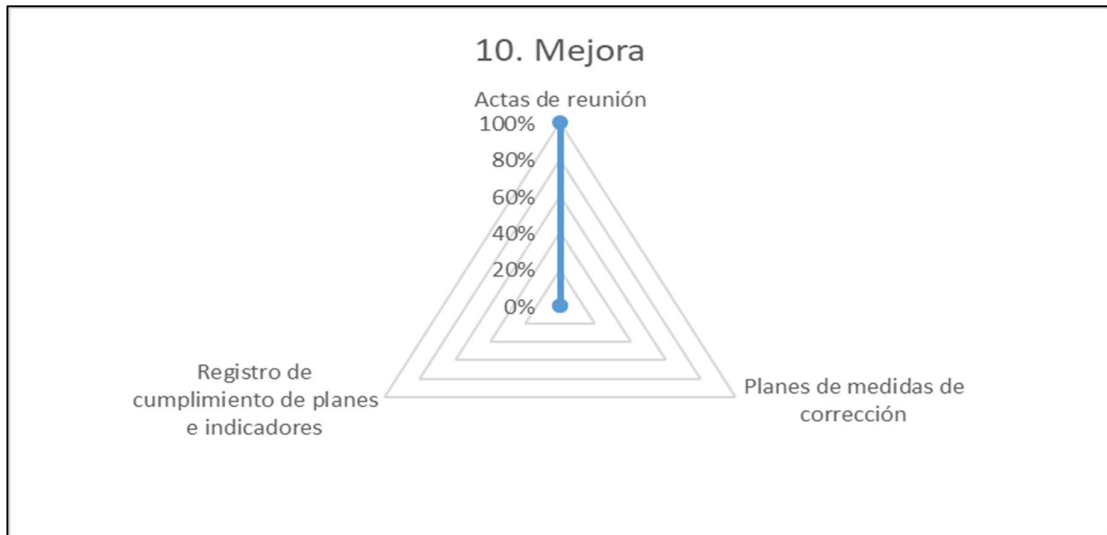 10. Mejora
Actas de reunión
100%
80%
60%
40%
20%
0%
Registro de
cumplimiento de planes
e indicadores
Planes de medidas de
corrección